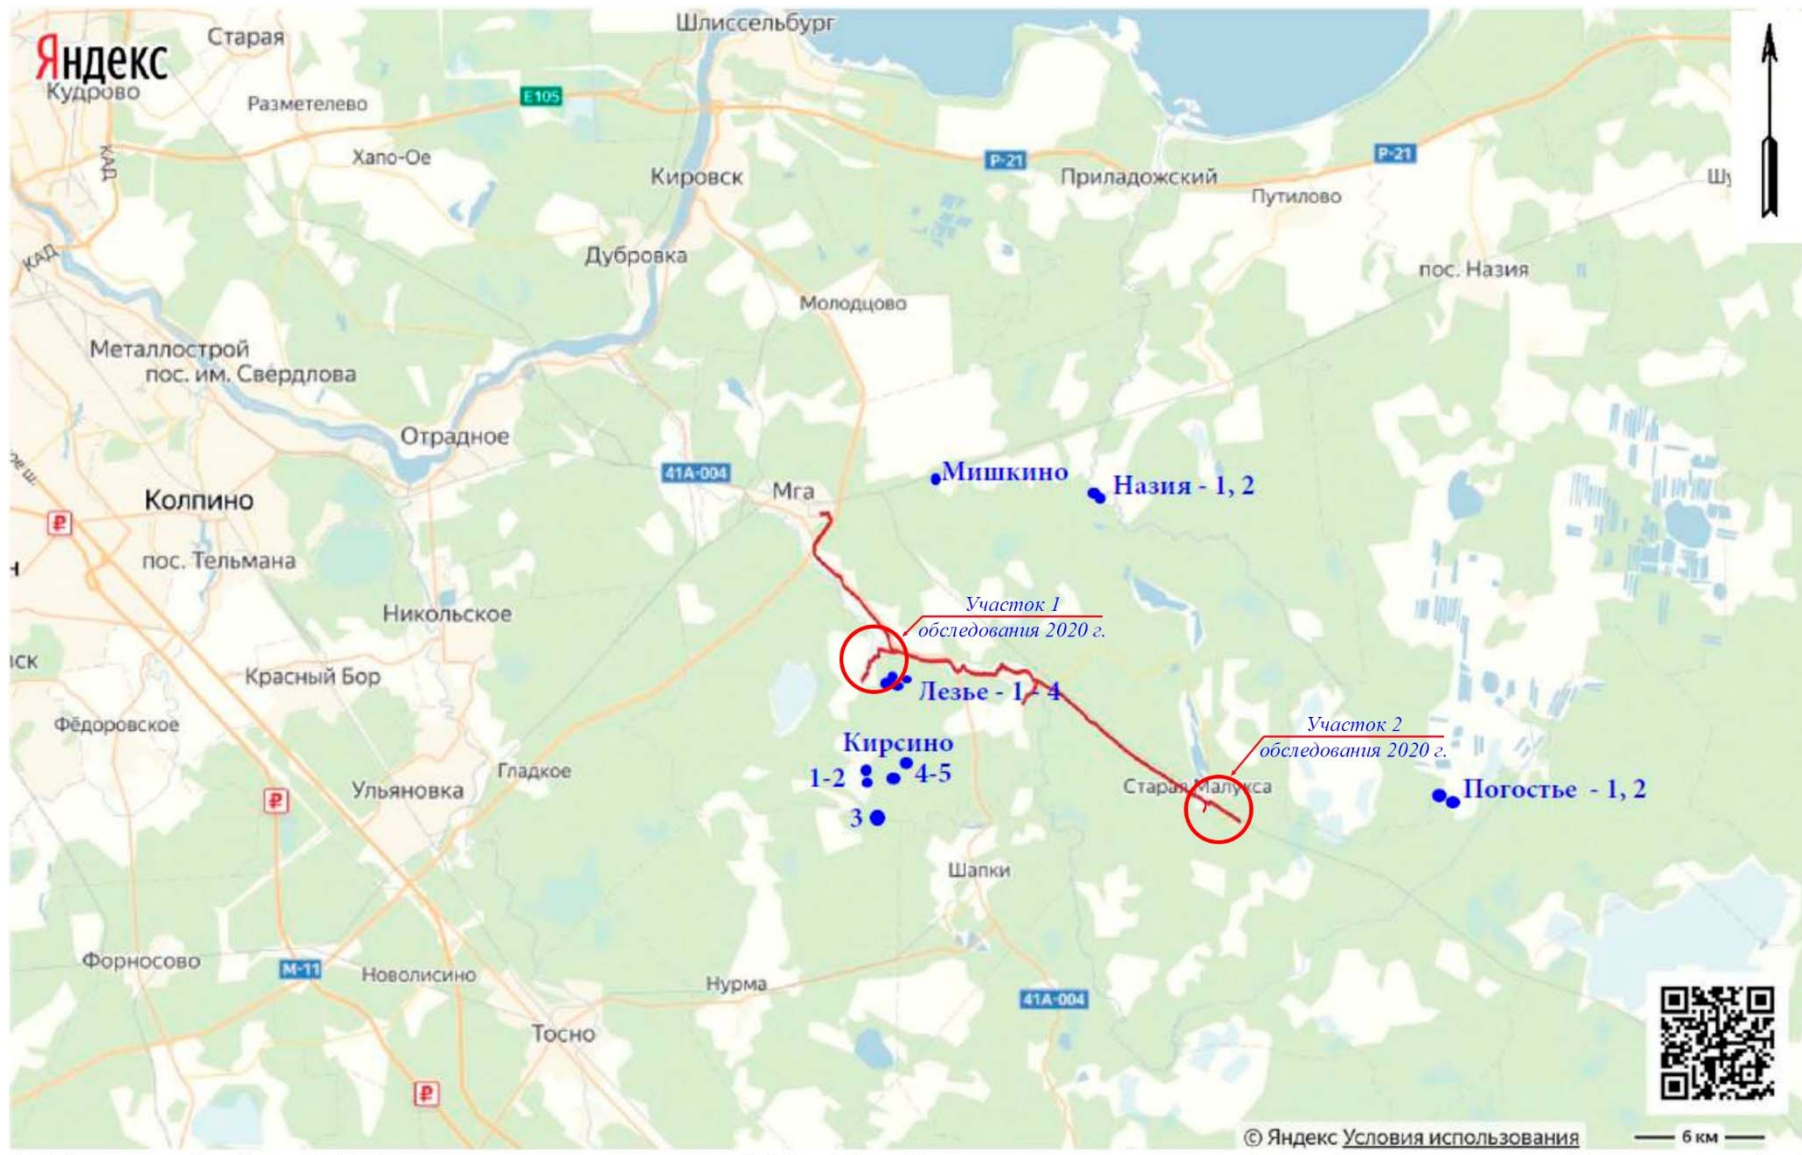 Шлиссельбург
Старая
Яндекс
Кудрово
Разметелево
E105
КАД
Хапо-Ое
Р-21
Р-21
Кировск
Приладожский
Путилово
КАД
Дубровка
пос. Назия
Молодцово
Металлострой
пос. им. Свердлова
Отрадное
41А-004
Мга
Мишкино
Назия - 1, 2
Колпино
пос. Тельмана
Никольское
Участок 1
обследования 2020 г.
Красный Бор
Лезье - 1 - 4
Фёдоровское
Участок 2
обследования 2020 г.
Кирсино
1-2
4-5
3
Гладкое
Ульяновка
Старая Малукса
Погостье - 1, 2
Шапки
Форносово
М-11
Новолисино
Нурма
41А-004
Тосно
© Яндекс Условия использования
6 км